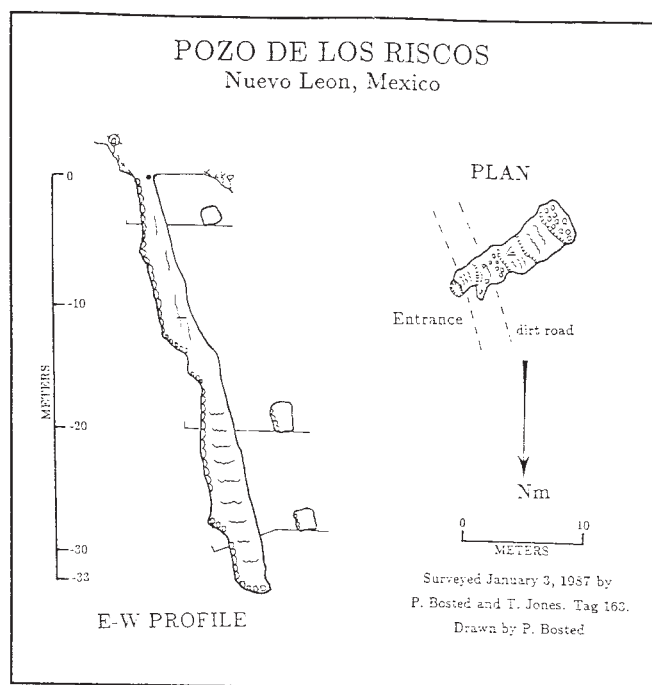 POZO DE LOS RISCOS
Nuevo Leon, Mexico
0
-10
-20
-30
-33
METERS
E-W PROFILE
PLAN
Entrance
dirt road
Nm
0 10
METERS
Surveyed January 3, 1987 by
P. Bosted and T. Jones. Tag 163.
Drawn by P. Bosted